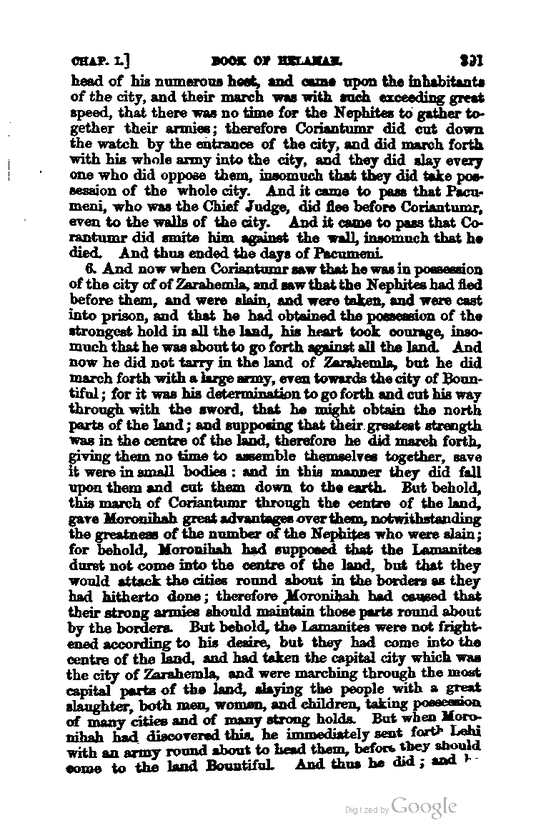 CHAP. I.] BOOK OF HELAMAN. 391
head of his numerous host, and came upon the inhabitants
of the city, and their march was with such exceeding great
speed, that there was no time for the Nephites to gather to-
gether their armies; therefore Coriantumr did cut down
the watch by the entrance of the city, and did march forth
with his whole army into the city, and they did slay every
one who did oppose them, insomuch that they did take pos-
session of the whole city. And it came to pass that Pacu-
meni, who was the Chief Judge, did flee before Coriantumr,
even to the walls of the city. And it came to pass that Co-
rantumr did smite him against the wall, insomuch that he
died. And thus ended the days of Pacumeni.
6. And now when Coriantumr saw that he was in possession
of the city of of Zarahemla, and saw that the Nephites had fled
before them, and were slain, and were taken, and were cast
into prison, and that he had obtained the possession of the
strongest hold in all the land, his heart took courage, inso-
much that he was about to go forth against all the land. And
now he did not tarry in the land of Zarahemla, but he did
march forth with a large army, even towards the city of Boun-
tiful; for it was his determination to go forth and cut his way
through with the sword, that he might obtain the north
parts of the land; and supposing that their greatest strength
was in the centre of the land, therefore he did march forth,
giving them no time to assemble themselves together, save
it were in small bodies: and in this manner they did fall
upon them and cut them down to the earth. But behold,
this march of Coriantumr through the centre of the land,
gave Moronihah great advantages over them, notwithstanding
the greatness of the number of the Nephites who were slain;
for behold, Moronihah had supposed that the Lamanites
durst not come into the centre of the land, but that they
would attack the cities round about in the borders as they
had hitherto done; therefore Moronihah had caused that
their strong armies should maintain those parts round about
by the borders. But behold, the Lamanites were not fright-
ened according to his desire, but they had come into the
centre of the land, and had taken the capital city which was
the city of Zarahemla, and were marching through the most
capital parts of the land, slaying the people with a great
slaughter, both men, women, and children, taking possession
of many cities and of many strong holds. But when Moro-
nihah had discovered this, he immediately sent forth Lehi
with an army round about to head them, before they should
come to the land Bountiful. And thus he did; and
Digitized by Google